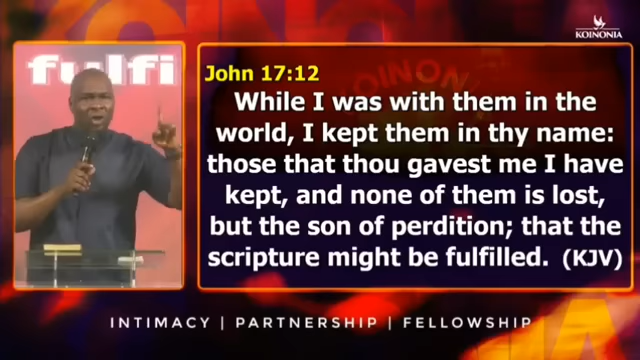 KOINONIA
fulfi
John 17:12
While I was with them in the
world, I kept them in thy name:
those that thou gavest me I have
kept, and none of them is lost,
but the son of perdition; that the
scripture might be fulfilled. (KJV)
INTIMACY | PARTNERSHIP | FELLOWSHIP